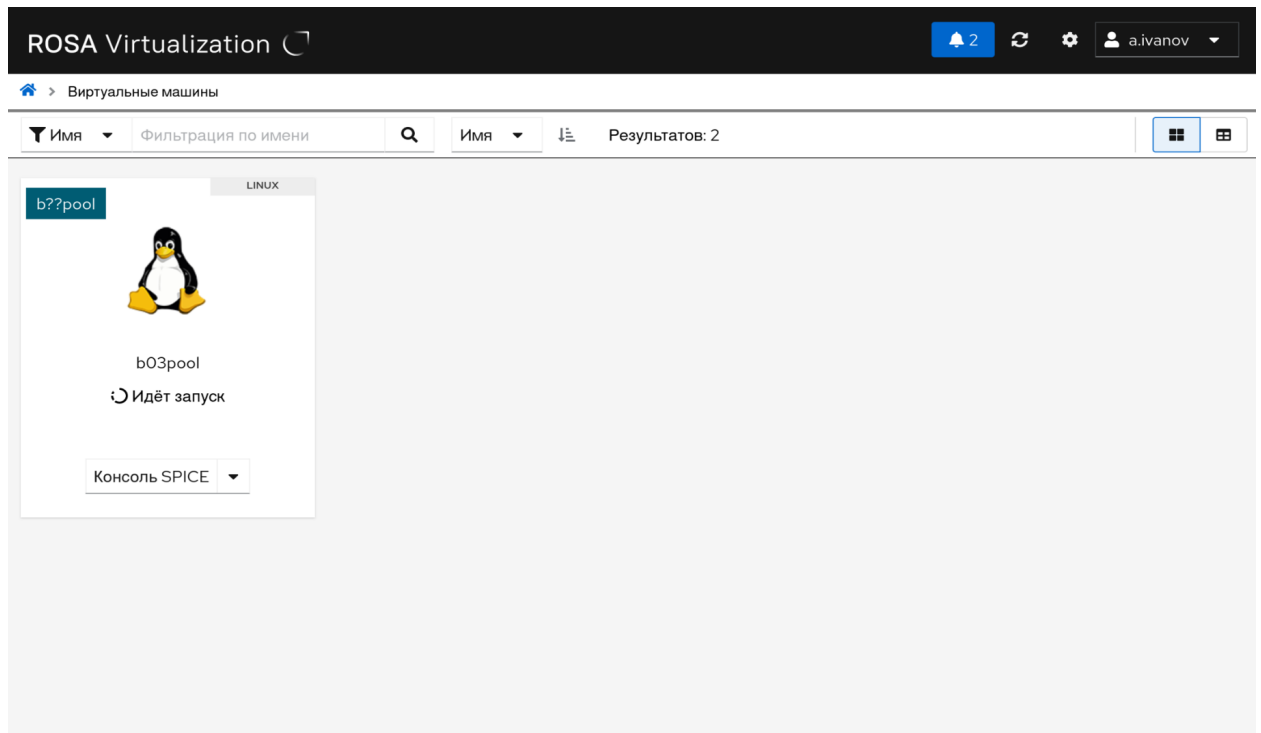 ROSA Virtualization 2 a.ivanov
Виртуальные машины
Имя Фильтрация по имени Имя Результатов: 2
LINUX
b??pool
b03pool
Идёт запуск
Консоль SPICE